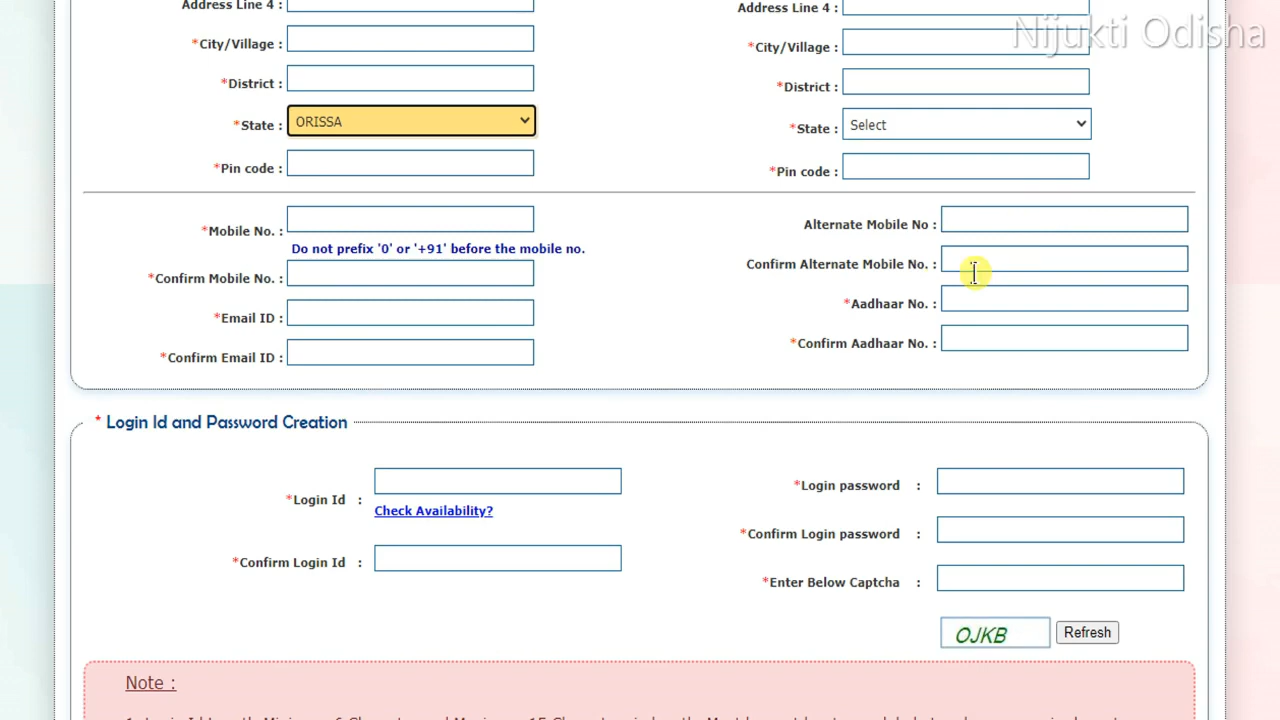 Address Line 4 :
Address Line 4 :
Nijukti Odisha
*City/Village :
*City/Village :
*District :
*District :
*State :
ORISSA
*State :
Select
*Pin code :
*Pin code :
*Mobile No. :
Alternate Mobile No :
Do not prefix '0' or '+91' before the mobile no.
*Confirm Mobile No. :
Confirm Alternate Mobile No. :
*Email ID :
*Aadhaar No. :
*Confirm Email ID :
*Confirm Aadhaar No. :
* Login Id and Password Creation
*Login Id :
*Login password :
Check Availability?
*Confirm Login password :
*Confirm Login Id :
*Enter Below Captcha :
OJKB
Refresh
Note :